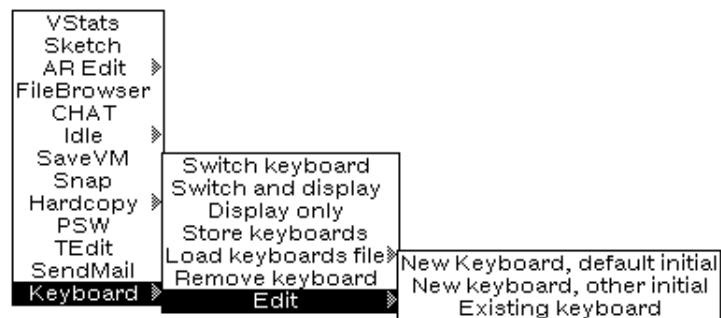 VStats
Sketch
AR Edit
FileBrowser
CHAT
Idle
SaveVM
Snap
Hardcopy
PSW
TEdit
SendMail
Keyboard
Switch keyboard
Switch and display
Display only
Store keyboards
Load keyboards file
Remove keyboard
Edit
New Keyboard, default initial
New keyboard, other initial
Existing keyboard